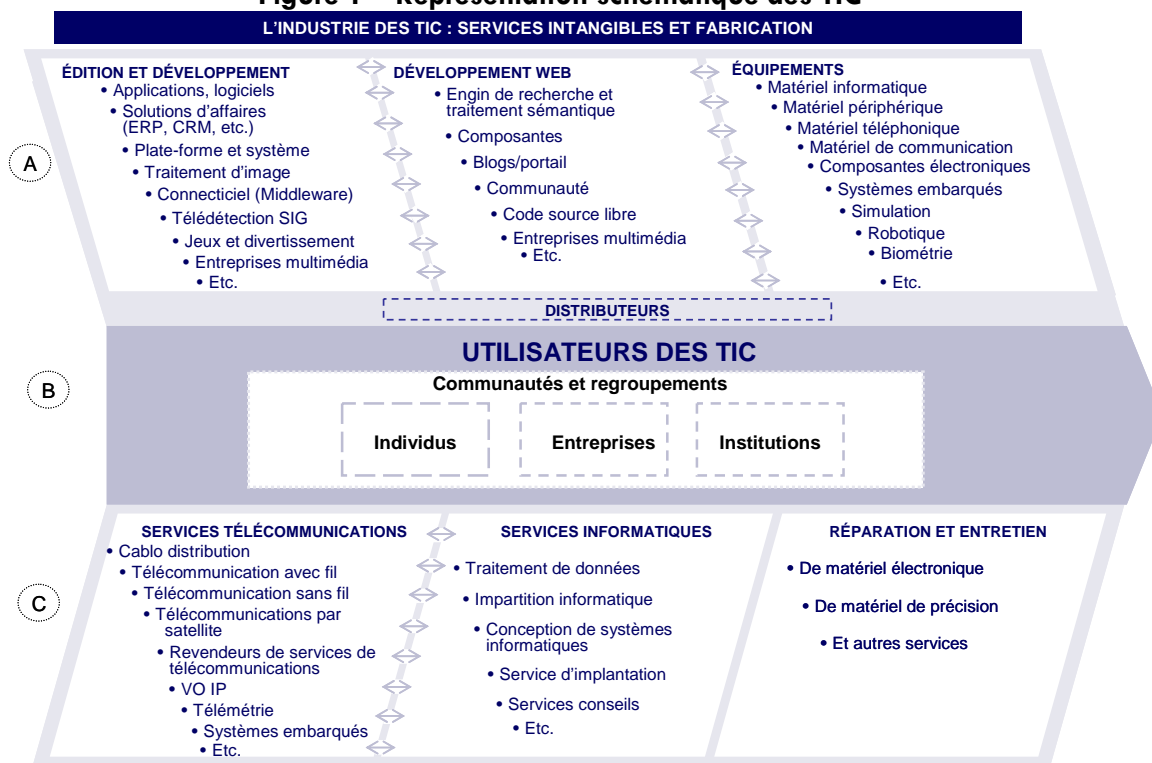 Figure 1 – Représentation schématique des TIC
L'INDUSTRIE DES TIC : SERVICES INTANGIBLES ET FABRICATION
A
ÉDITION ET DÉVELOPPEMENT
• Applications, logiciels
• Solutions d'affaires
(ERP, CRM, etc.)
• Plate-forme et système
• Traitement d'image
• Connecticiel (Middleware)
• Télédétection SIG
• Jeux et divertissement
• Entreprises multimédia
• Etc.
DÉVELOPPEMENT WEB
• Engin de recherche et
traitement sémantique
• Composantes
• Blogs/portail
• Communauté
• Code source libre
• Entreprises multimédia
• Etc.
ÉQUIPEMENTS
• Matériel informatique
• Matériel périphérique
• Matériel téléphonique
• Matériel de communication
• Composantes électroniques
• Systèmes embarqués
• Simulation
• Robotique
• Biométrie
• Etc.
DISTRIBUTEURS
B
UTILISATEURS DES TIC
Communautés et regroupements
Individus
Entreprises
Institutions
C
SERVICES TÉLÉCOMMUNICATIONS
• Cablo distribution
• Télécommunication avec fil
• Télécommunication sans fil
• Télécommunications par
satellite
• Revendeurs de services de
télécommunications
• VO IP
• Télémétrie
• Systèmes embarqués
• Etc.
SERVICES INFORMATIQUES
• Traitement de données
• Impartition informatique
• Conception de systèmes
informatiques
• Service d'implantation
• Services conseils
• Etc.
RÉPARATION ET ENTRETIEN
• De matériel électronique
• De matériel de précision
• Et autres services